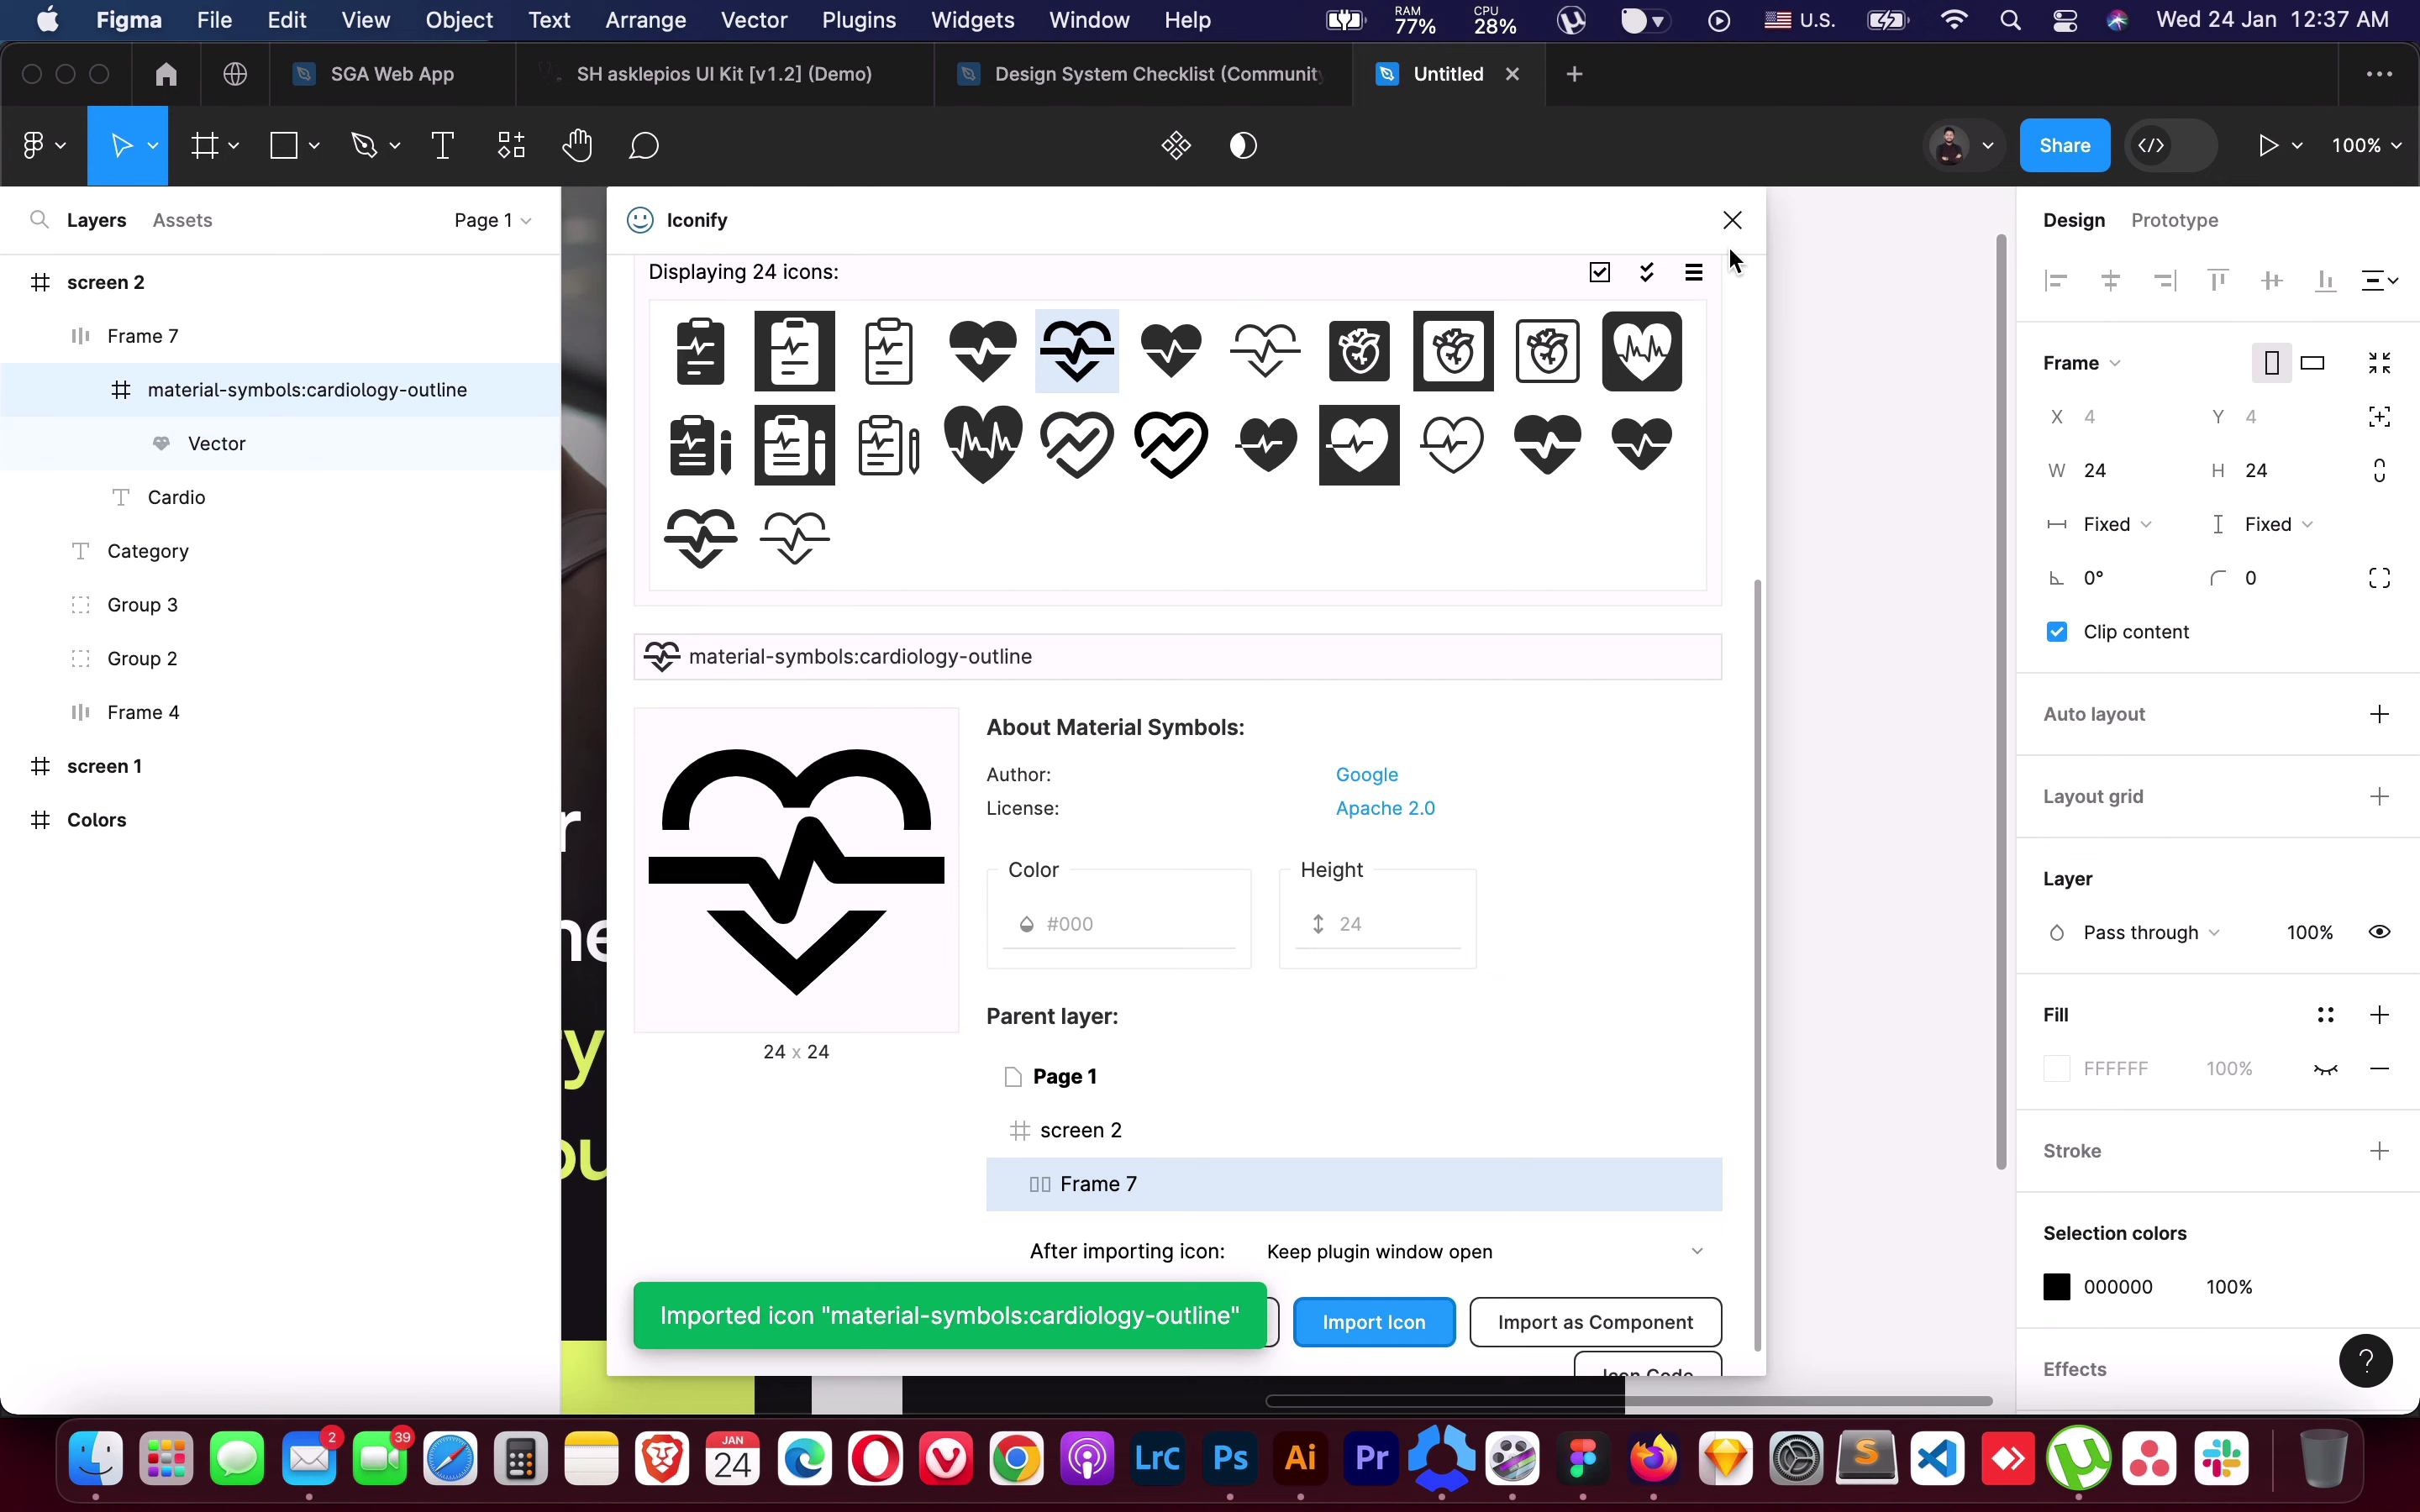 Figma File Edit View Object Text Arrange Vector Plugins Widgets Window Help
RAM 77% CPU 28% U.S. Wed 24 Jan 12:37 AM
SGA Web App
SH asklepios UI Kit [v1.2] (Demo)
Design System Checklist (Community
Untitled
Share
100%
Layers Assets Page 1
screen 2
Frame 7
material-symbols:cardiology-outline
Vector
Cardio
Category
Group 3
Group 2
Frame 4
screen 1
Colors
Iconify
Displaying 24 icons:
material-symbols:cardiology-outline
24 x 24
About Material Symbols:
Author: Google
License: Apache 2.0
Color
#000
Height
24
Parent layer:
Page 1
screen 2
Frame 7
After importing icon: Keep plugin window open
Imported icon "material-symbols:cardiology-outline"
Import Icon
Import as Component
Icon Code
Design Prototype
Frame
X 4 Y 4
W 24 H 24
Fixed Fixed
0° 0
Clip content
Auto layout
Layout grid
Layer
Pass through 100%
Fill
FFFFFF 100%
Stroke
Selection colors
000000 100%
Effects
?
2
39
JAN
24
LrC
Ps
Ai
Pr